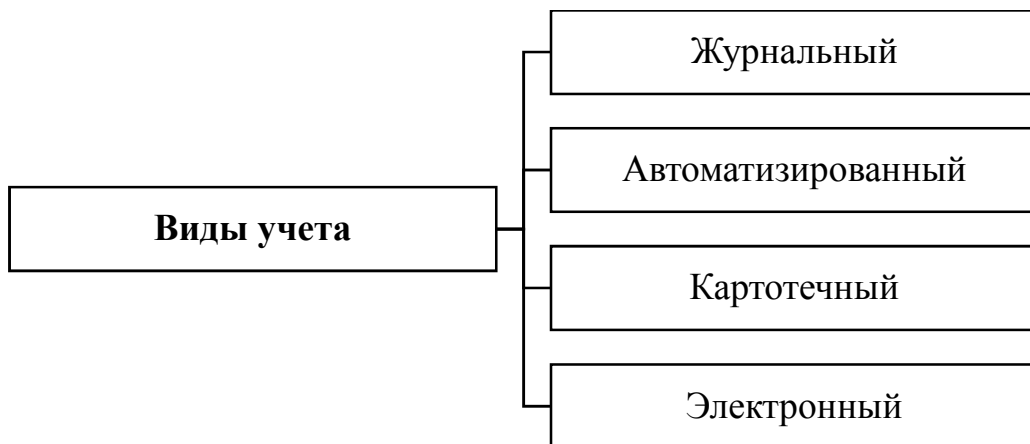 Виды учета
Журнальный
Автоматизированный
Картотечный
Электронный